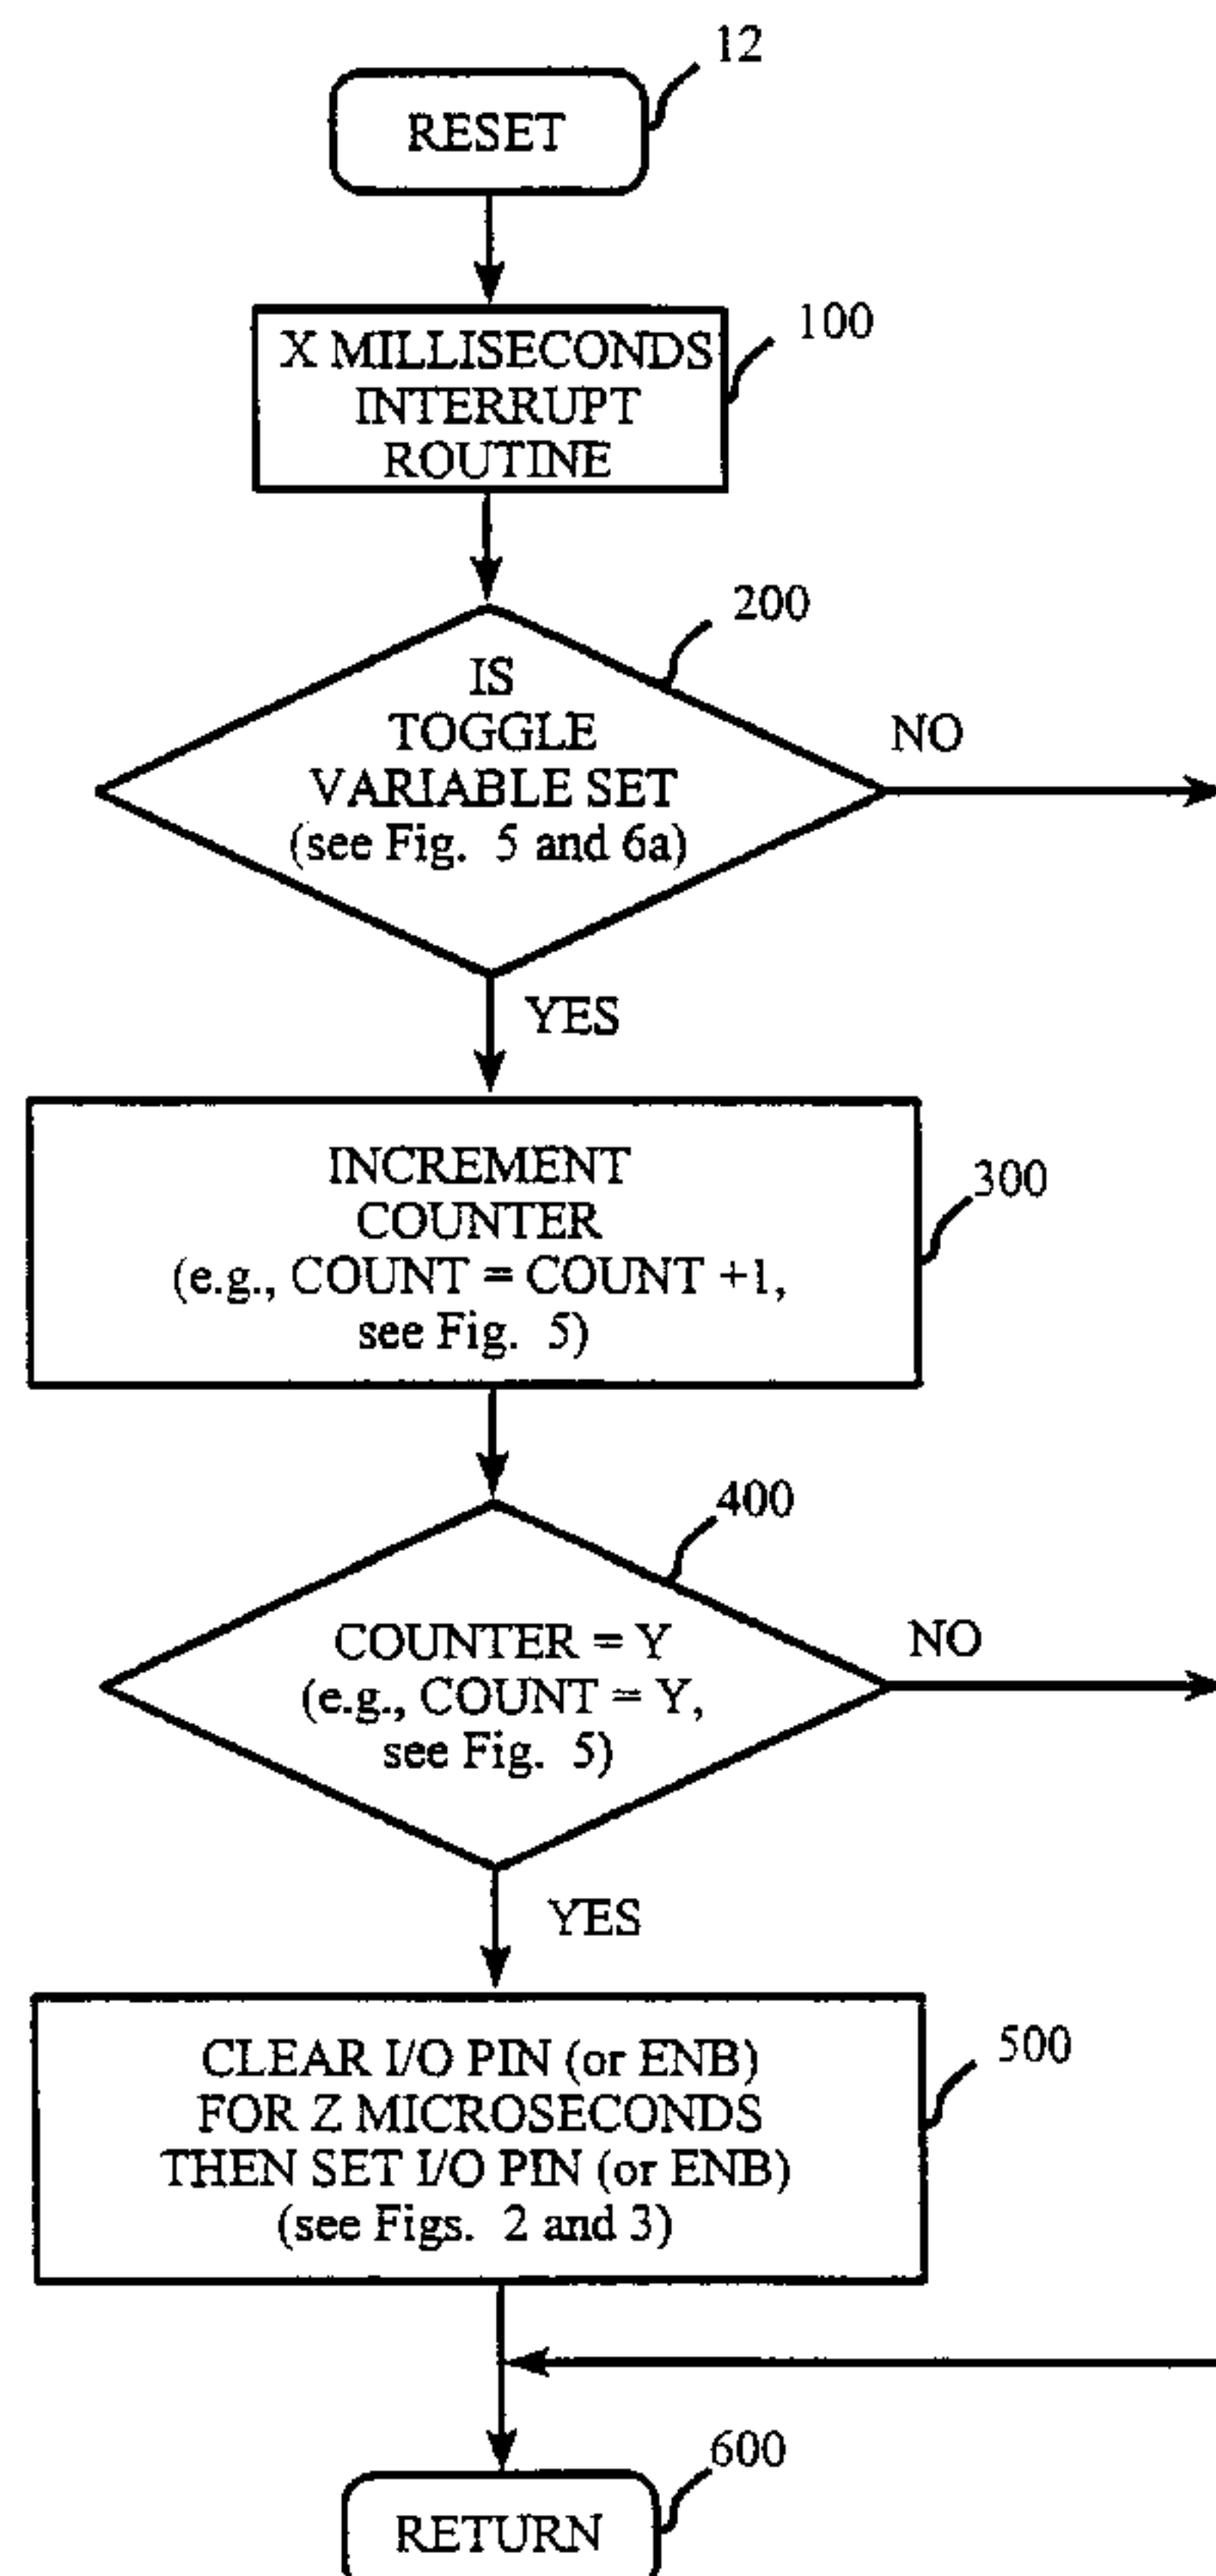 12
RESET
100
X MILLISECONDS
INTERRUPT
ROUTINE
200
IS
TOGGLE
VARIABLE SET
(see Fig. 5 and 6a)
NO
YES
300
INCREMENT
COUNTER
(e.g., COUNT = COUNT +1,
see Fig. 5)
400
COUNTER = Y
(e.g., COUNT = Y,
see Fig. 5)
NO
YES
500
CLEAR I/O PIN (or ENB)
FOR Z MICROSECONDS
THEN SET I/O PIN (or ENB)
(see Figs. 2 and 3)
600
RETURN